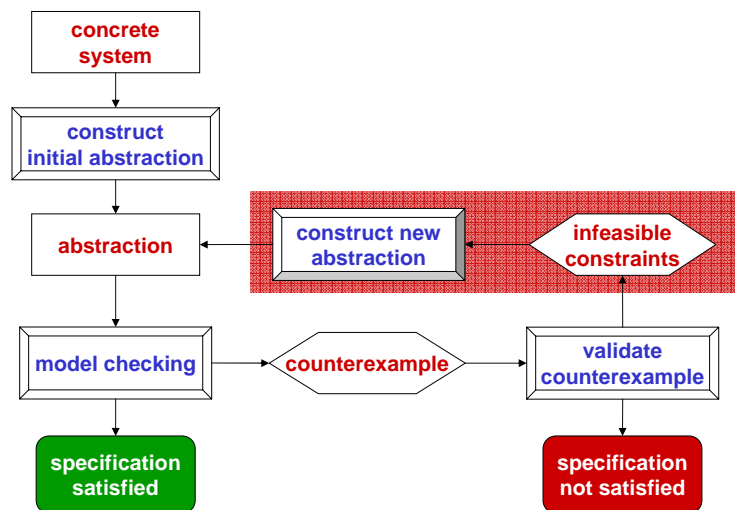 concrete
system
construct
initial abstraction
abstraction
construct new
abstraction
infeasible
constraints
model checking
counterexample
validate
counterexample
specification
satisfied
specification
not satisfied